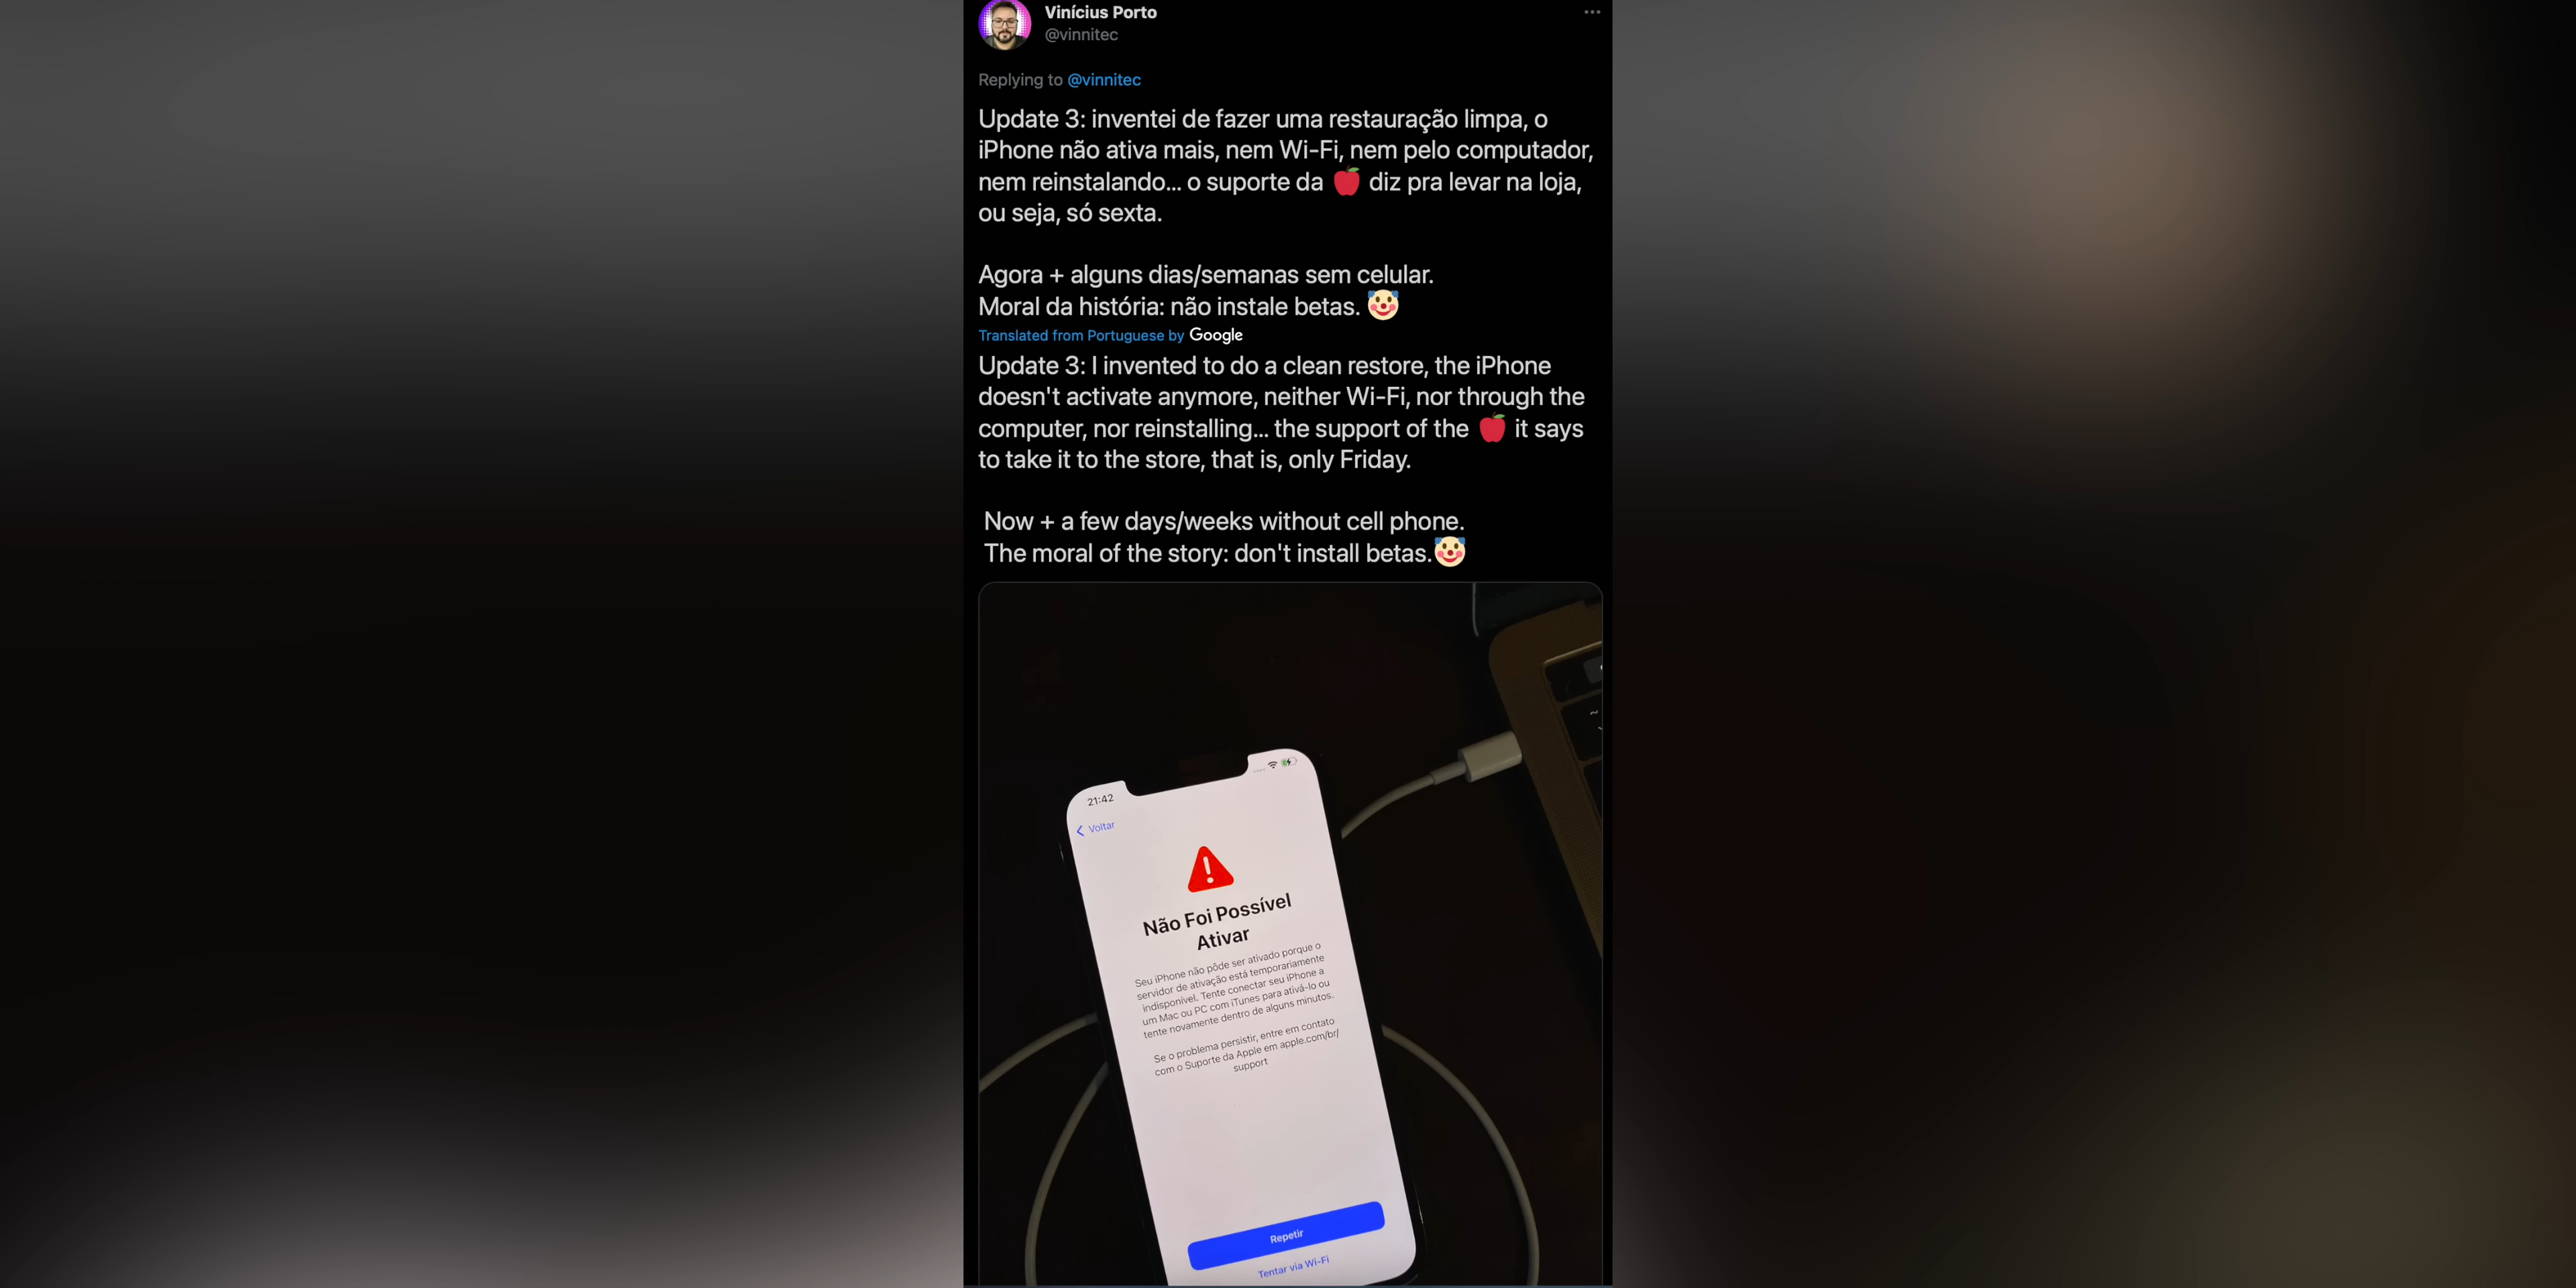 Vinícius Porto
@vinnitec
Replying to @vinnitec
Update 3: inventei de fazer uma restauração limpa, o
iPhone não ativa mais, nem Wi-Fi, nem pelo computador,
nem reinstalando... o suporte da 🍎 diz pra levar na loja,
ou seja, só sexta.
Agora + alguns dias/semanas sem celular.
Moral da história: não instale betas. 🤡
Translated from Portuguese by Google
Update 3: I invented to do a clean restore, the iPhone
doesn't activate anymore, neither Wi-Fi, nor through the
computer, nor reinstalling... the support of the 🍎 it says
to take it to the store, that is, only Friday.
Now + a few days/weeks without cell phone.
The moral of the story: don't install betas.🤡
21:42
Voltar
Não Foi Possível
Ativar
Seu iPhone não pôde ser ativado porque o
servidor de ativação está temporariamente
indisponível. Tente conectar seu iPhone a
um Mac ou PC com iTunes para ativá-lo ou
tente novamente dentro de alguns minutos.
Se o problema persistir, entre em contato
com o Suporte da Apple em apple.com/br/
support
Repetir
Tentar via Wi-Fi